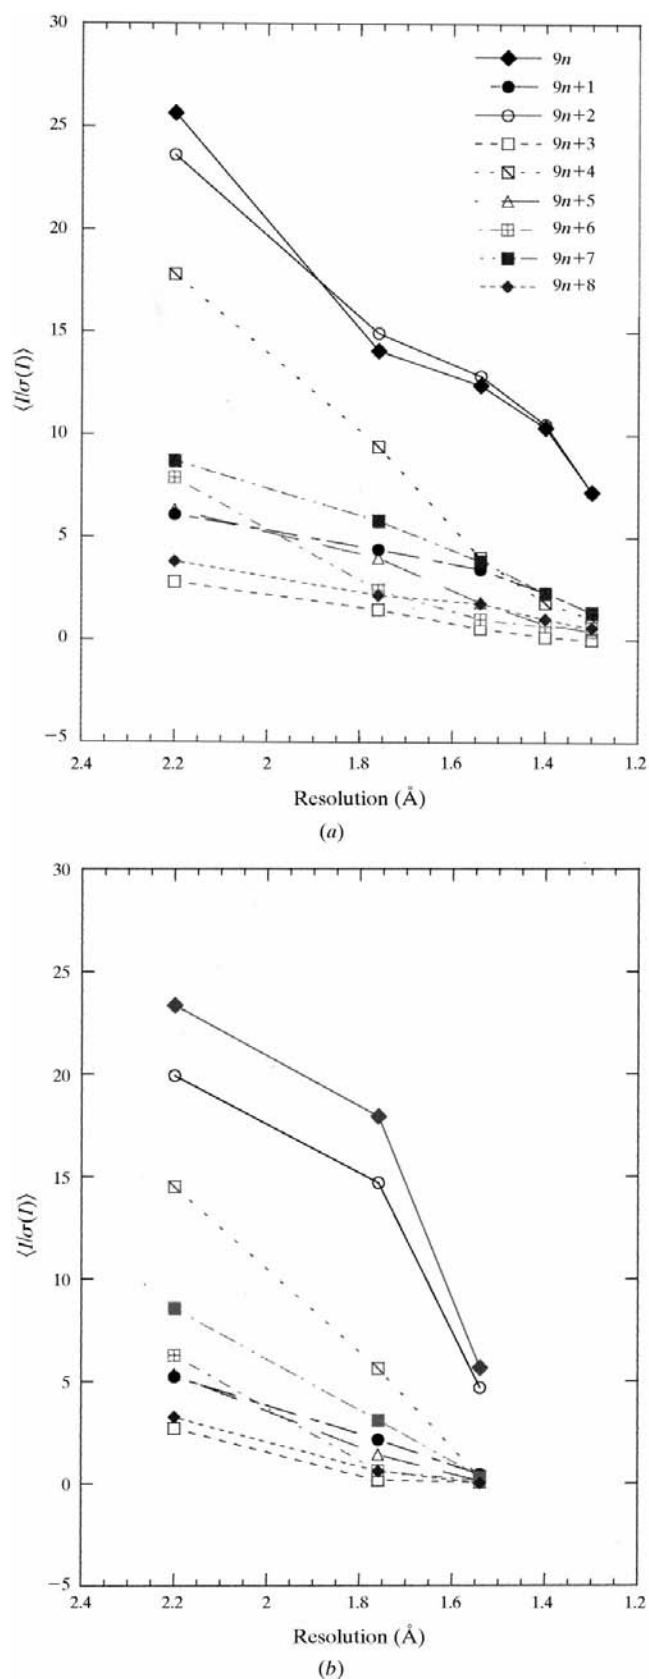 30
25
20
15
10
5
0
−5
⟨I/σ(I)⟩
9n
9n+1
9n+2
9n+3
9n+4
9n+5
9n+6
9n+7
9n+8
2.4 2.2 2 1.8 1.6 1.4 1.2
Resolution (Å)
(a)
30
25
20
15
10
5
0
−5
⟨I/σ(I)⟩
2.4 2.2 2 1.8 1.6 1.4 1.2
Resolution (Å)
(b)